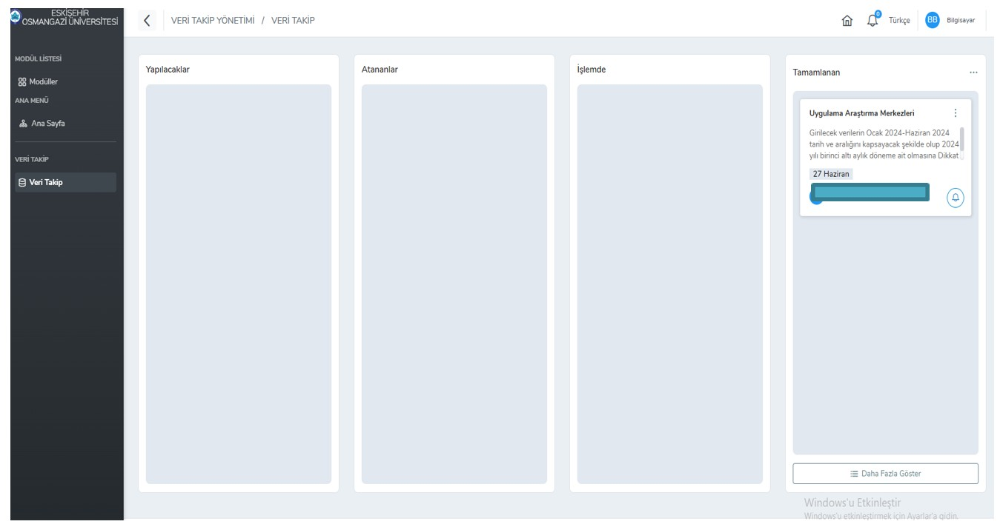 ESKİŞEHİR
OSMANGAZİ ÜNİVERSİTESİ
VERİ TAKİP YÖNETİMİ / VERİ TAKİP
0
Türkçe
BB
Bilgisayar
MODÜL LİSTESİ
Modüller
ANA MENÜ
Ana Sayfa
VERİ TAKİP
Veri Takip
Yapılacaklar
Atananlar
İşlemde
Tamamlanan
Uygulama Araştırma Merkezleri
Girilecek verilerin Ocak 2024-Haziran 2024
tarih ve aralığını kapsayacak şekilde olup 2024
yılı birinci altı aylık döneme ait olmasına Dikkat
27 Haziran
Daha Fazla Göster
Windows'u Etkinleştir
Windows'u etkinleştirmek için Ayarlar'a gidin.